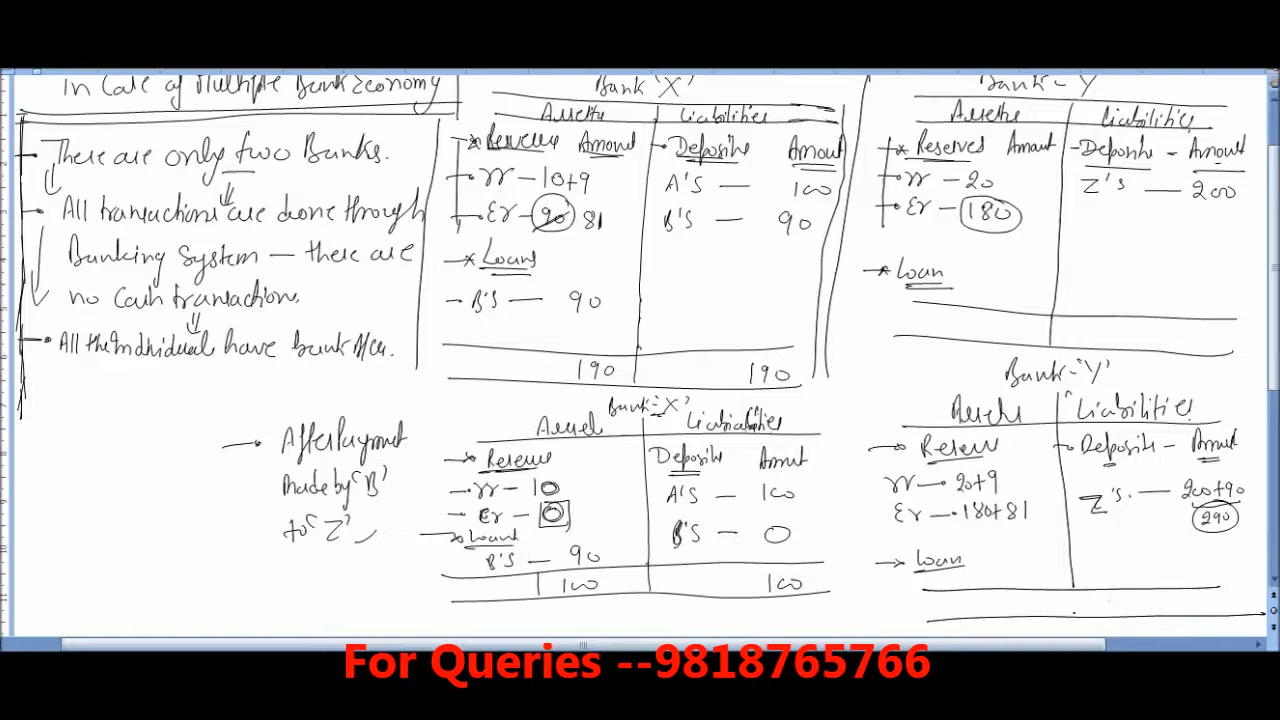 In Case of Multiple Bank Economy
There are only two Banks.
All transactions are done through
Banking System — there are
no Cash transaction.
All the Individuals have bank A/cs.
Bank 'X'
Assets Liabilities
Reserves Amount Deposits Amount
rr — 10+9 A'S — 100
Er — 90 81 B'S — 90
Loans
B'S — 90
190 190
Bank - Y
Assets Liabilities
Reserves Amount Deposits - Amount
rr — 20 Z'S — 200
Er — 180
Loan
After Payment
made by 'B'
to 'Z'
Bank = 'X'
Assets Liabilities
Reserve Deposits Amount
rr — 10 A'S — 100
Er — 0 B'S — 0
Loans
B'S — 90
100 100
Bank - 'Y'
Assets Liabilities
Reserve Deposits - Amount
rr — 20+9 Z'S. — 200+90
Er — 180+81 290
Loan
For Queries --9818765766